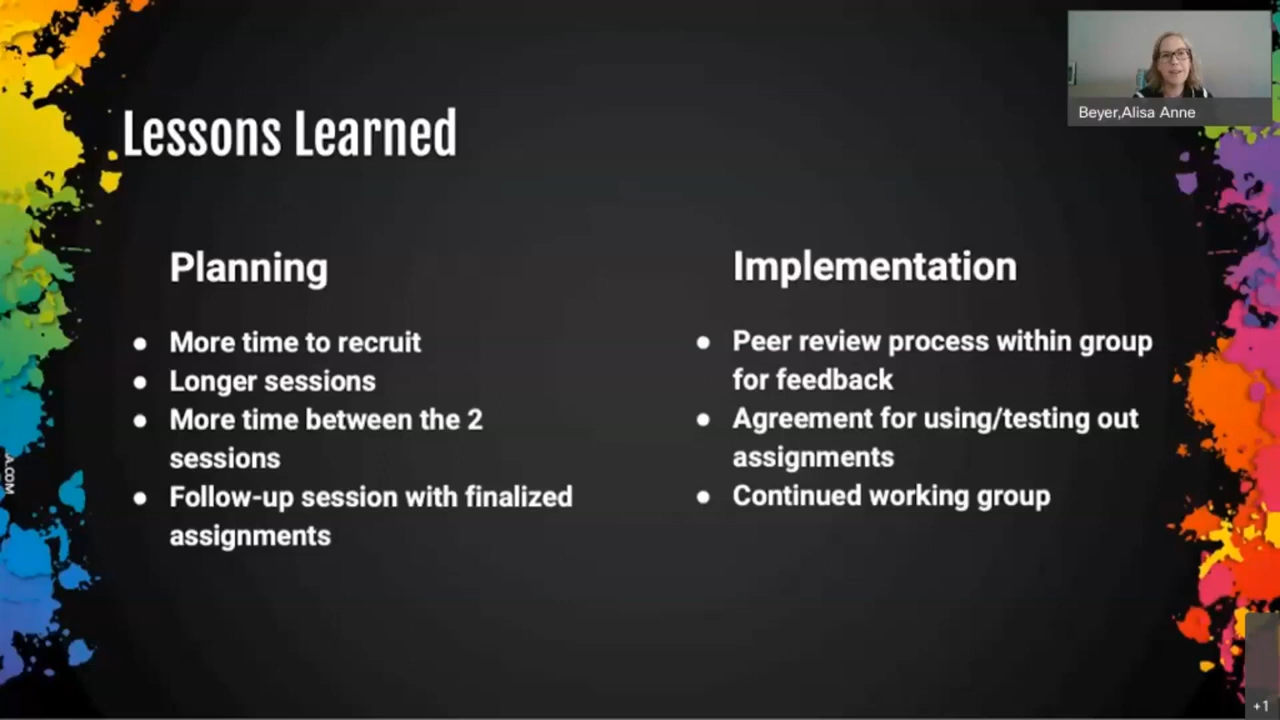 Beyer,Alisa Anne
Lessons Learned
Planning
● More time to recruit
● Longer sessions
● More time between the 2
sessions
● Follow-up session with finalized
assignments
Implementation
● Peer review process within group
for feedback
● Agreement for using/testing out
assignments
● Continued working group
A.COM
+1